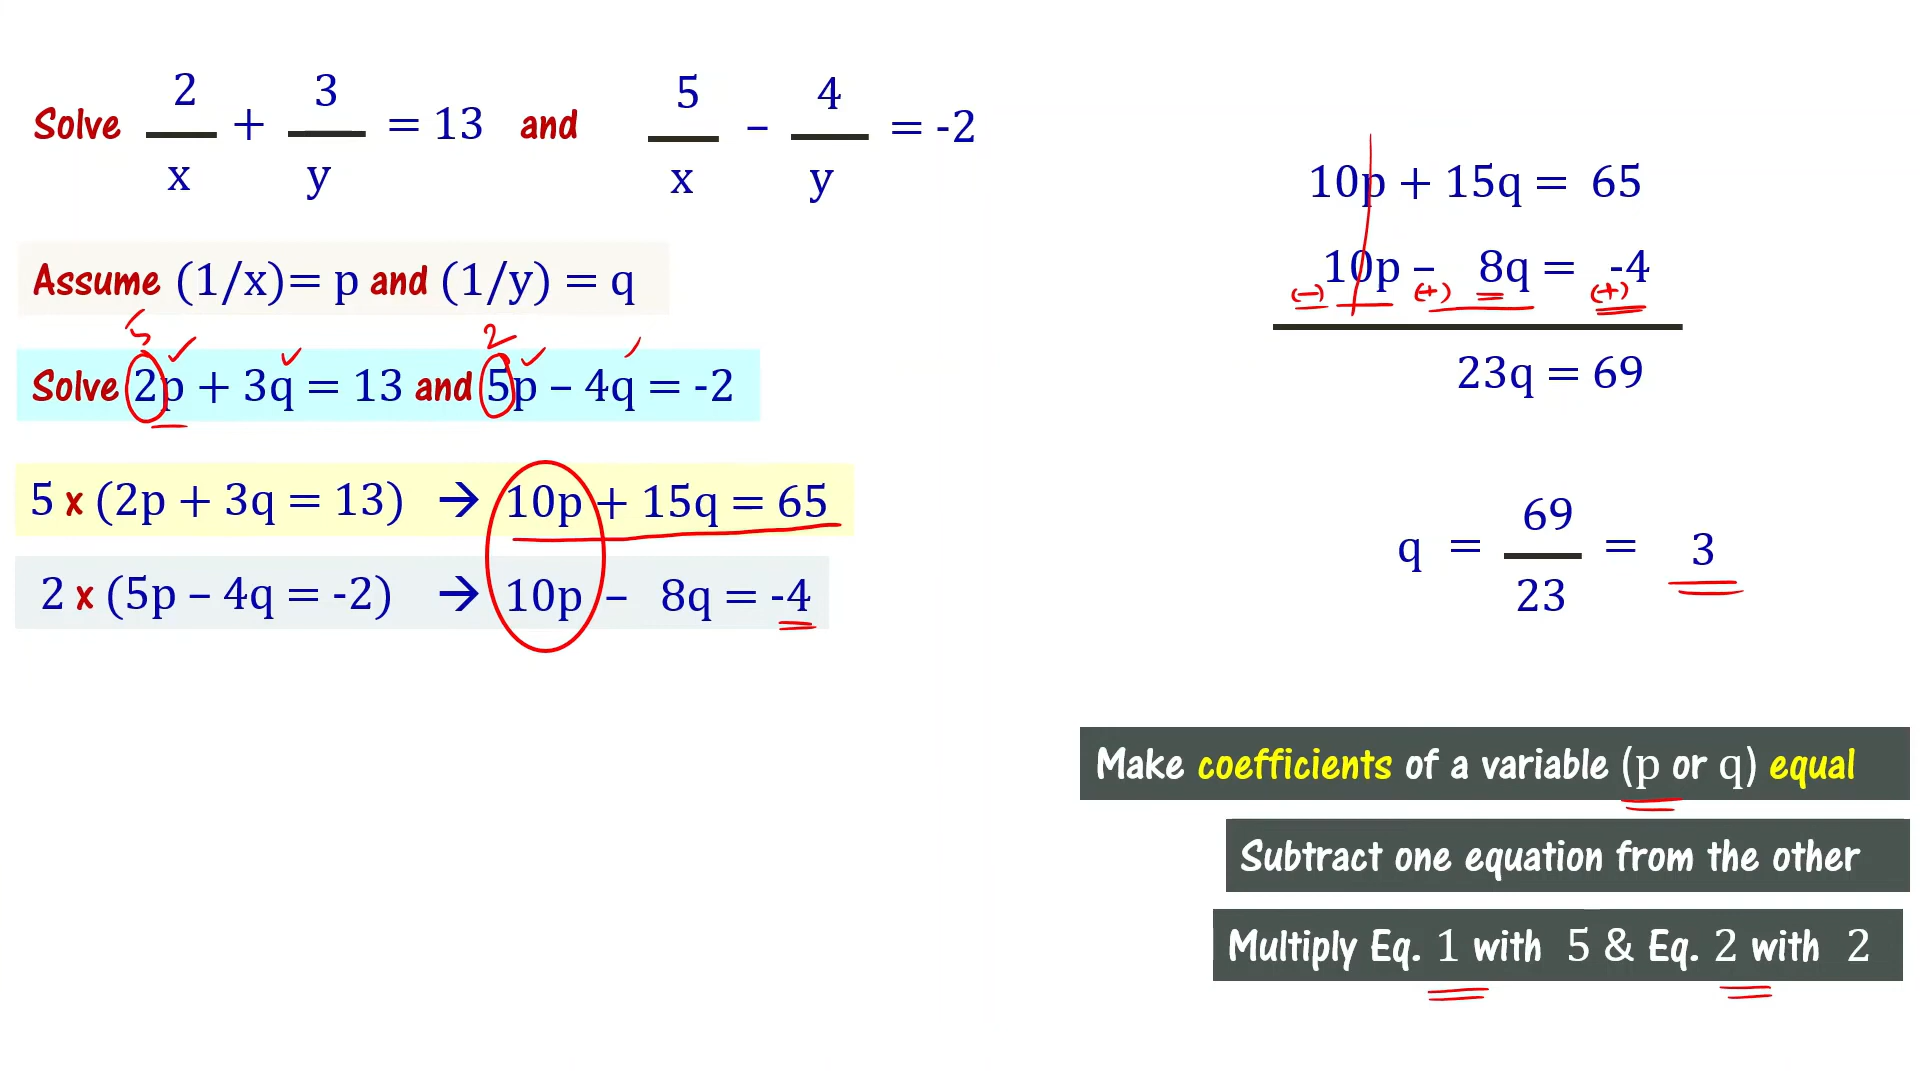 Solve 2/x + 3/y = 13 and 5/x – 4/y = -2
Assume (1/x)= p and (1/y) = q
5 2
Solve 2p + 3q = 13 and 5p – 4q = -2
5 x (2p + 3q = 13) → 10p + 15q = 65
2 x (5p – 4q = -2) → 10p – 8q = -4
10p + 15q = 65
10p – 8q = -4
(-) (+) (+)
23q = 69
q = 69/23 = 3
Make coefficients of a variable (p or q) equal
Subtract one equation from the other
Multiply Eq. 1 with 5 & Eq. 2 with 2